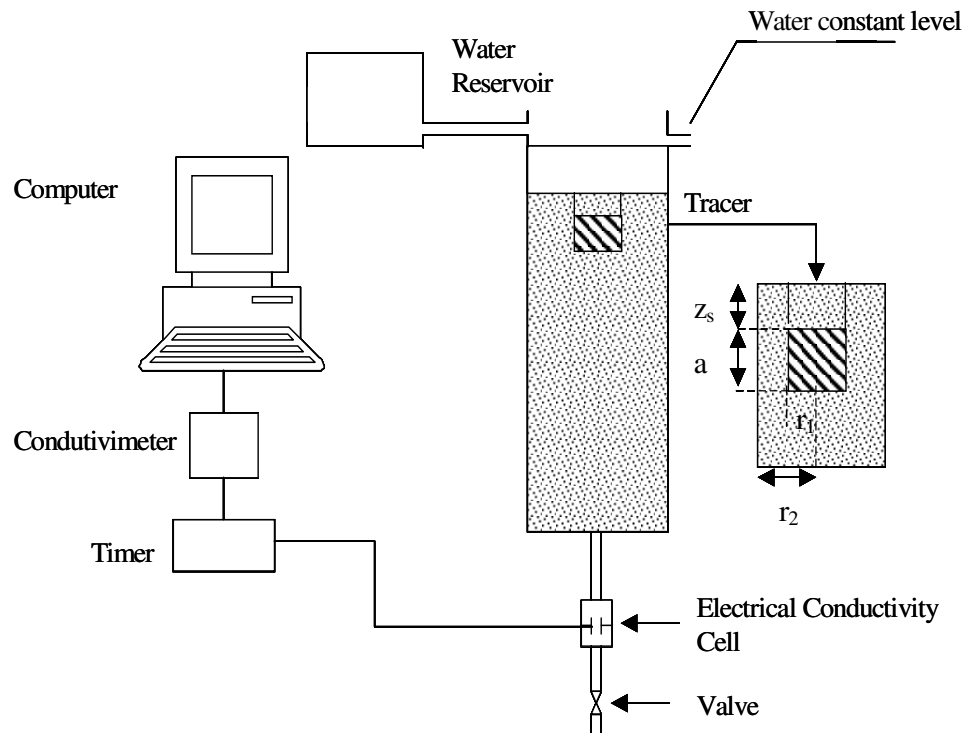 Water constant level
Water
Reservoir
Computer
Tracer
zs
a
r1
r2
Condutivimeter
Timer
Electrical Conductivity
Cell
Valve